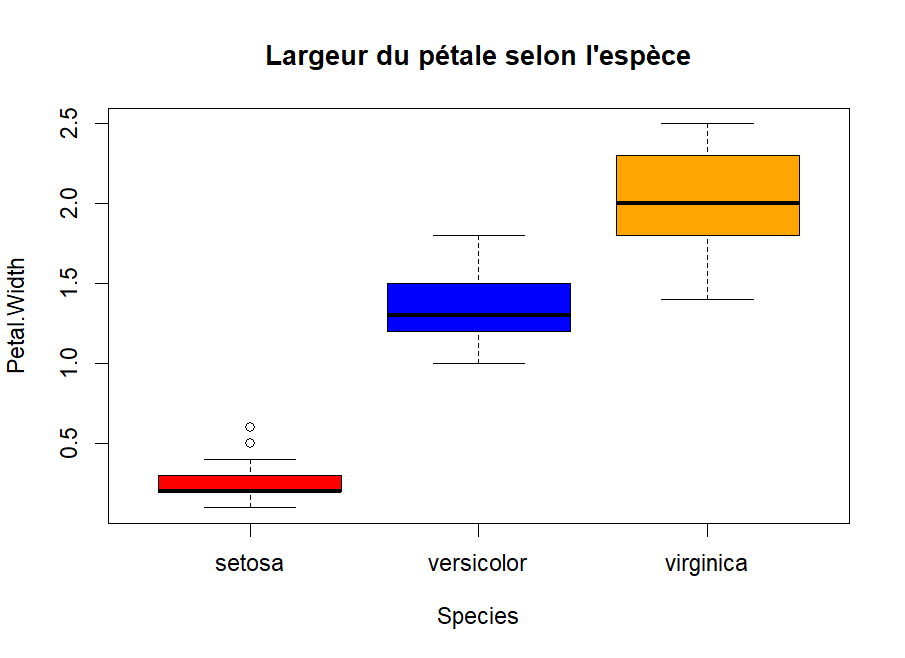 Largeur du pétale selon l'espèce
Petal.Width
2.5
2.0
1.5
1.0
0.5
setosa versicolor virginica
Species